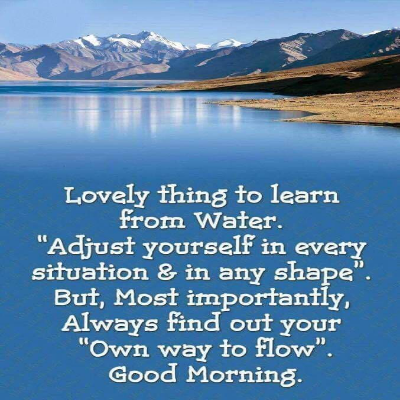 Lovely thing to learn
from Water.
"Adjust yourself in every
situation & in any shape".
But, Most importantly,
Always find out your
"Own way to flow".
Good Morning.